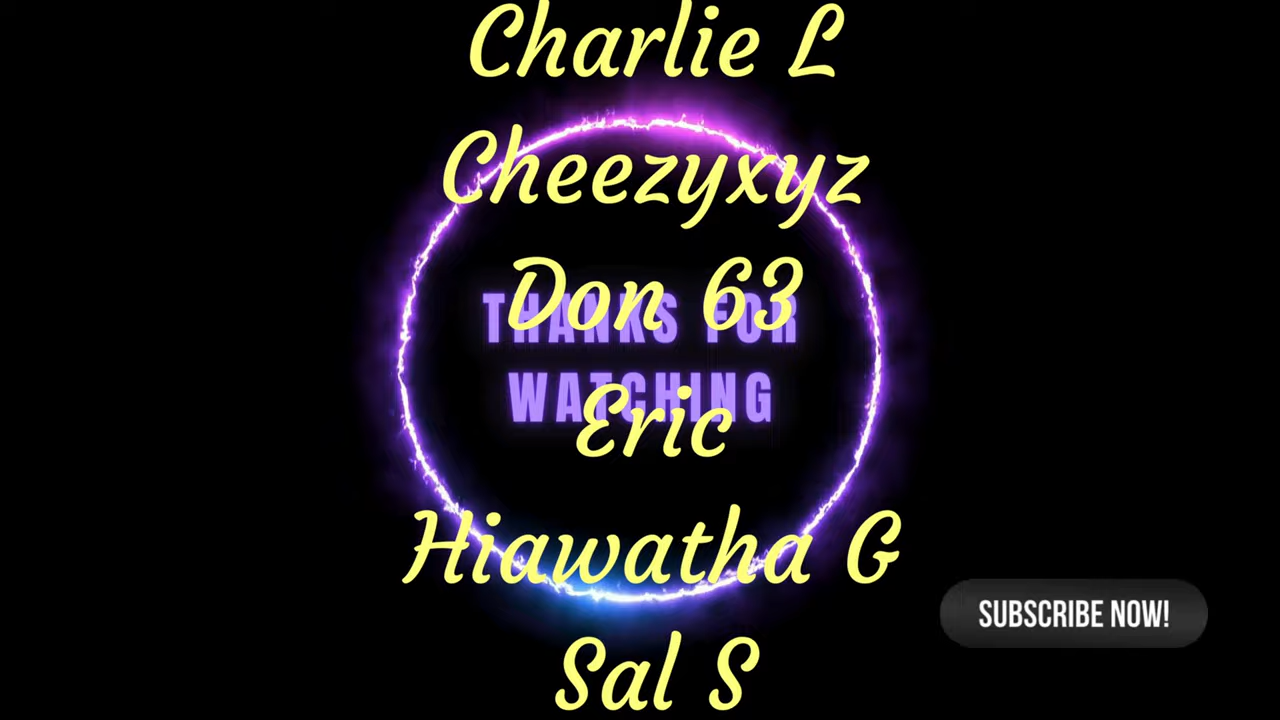 Charlie L
Cheezyxyz
Don 63
THANKS FOR
WATCHING
Eric
Hiawatha G
SUBSCRIBE NOW!
Sal S